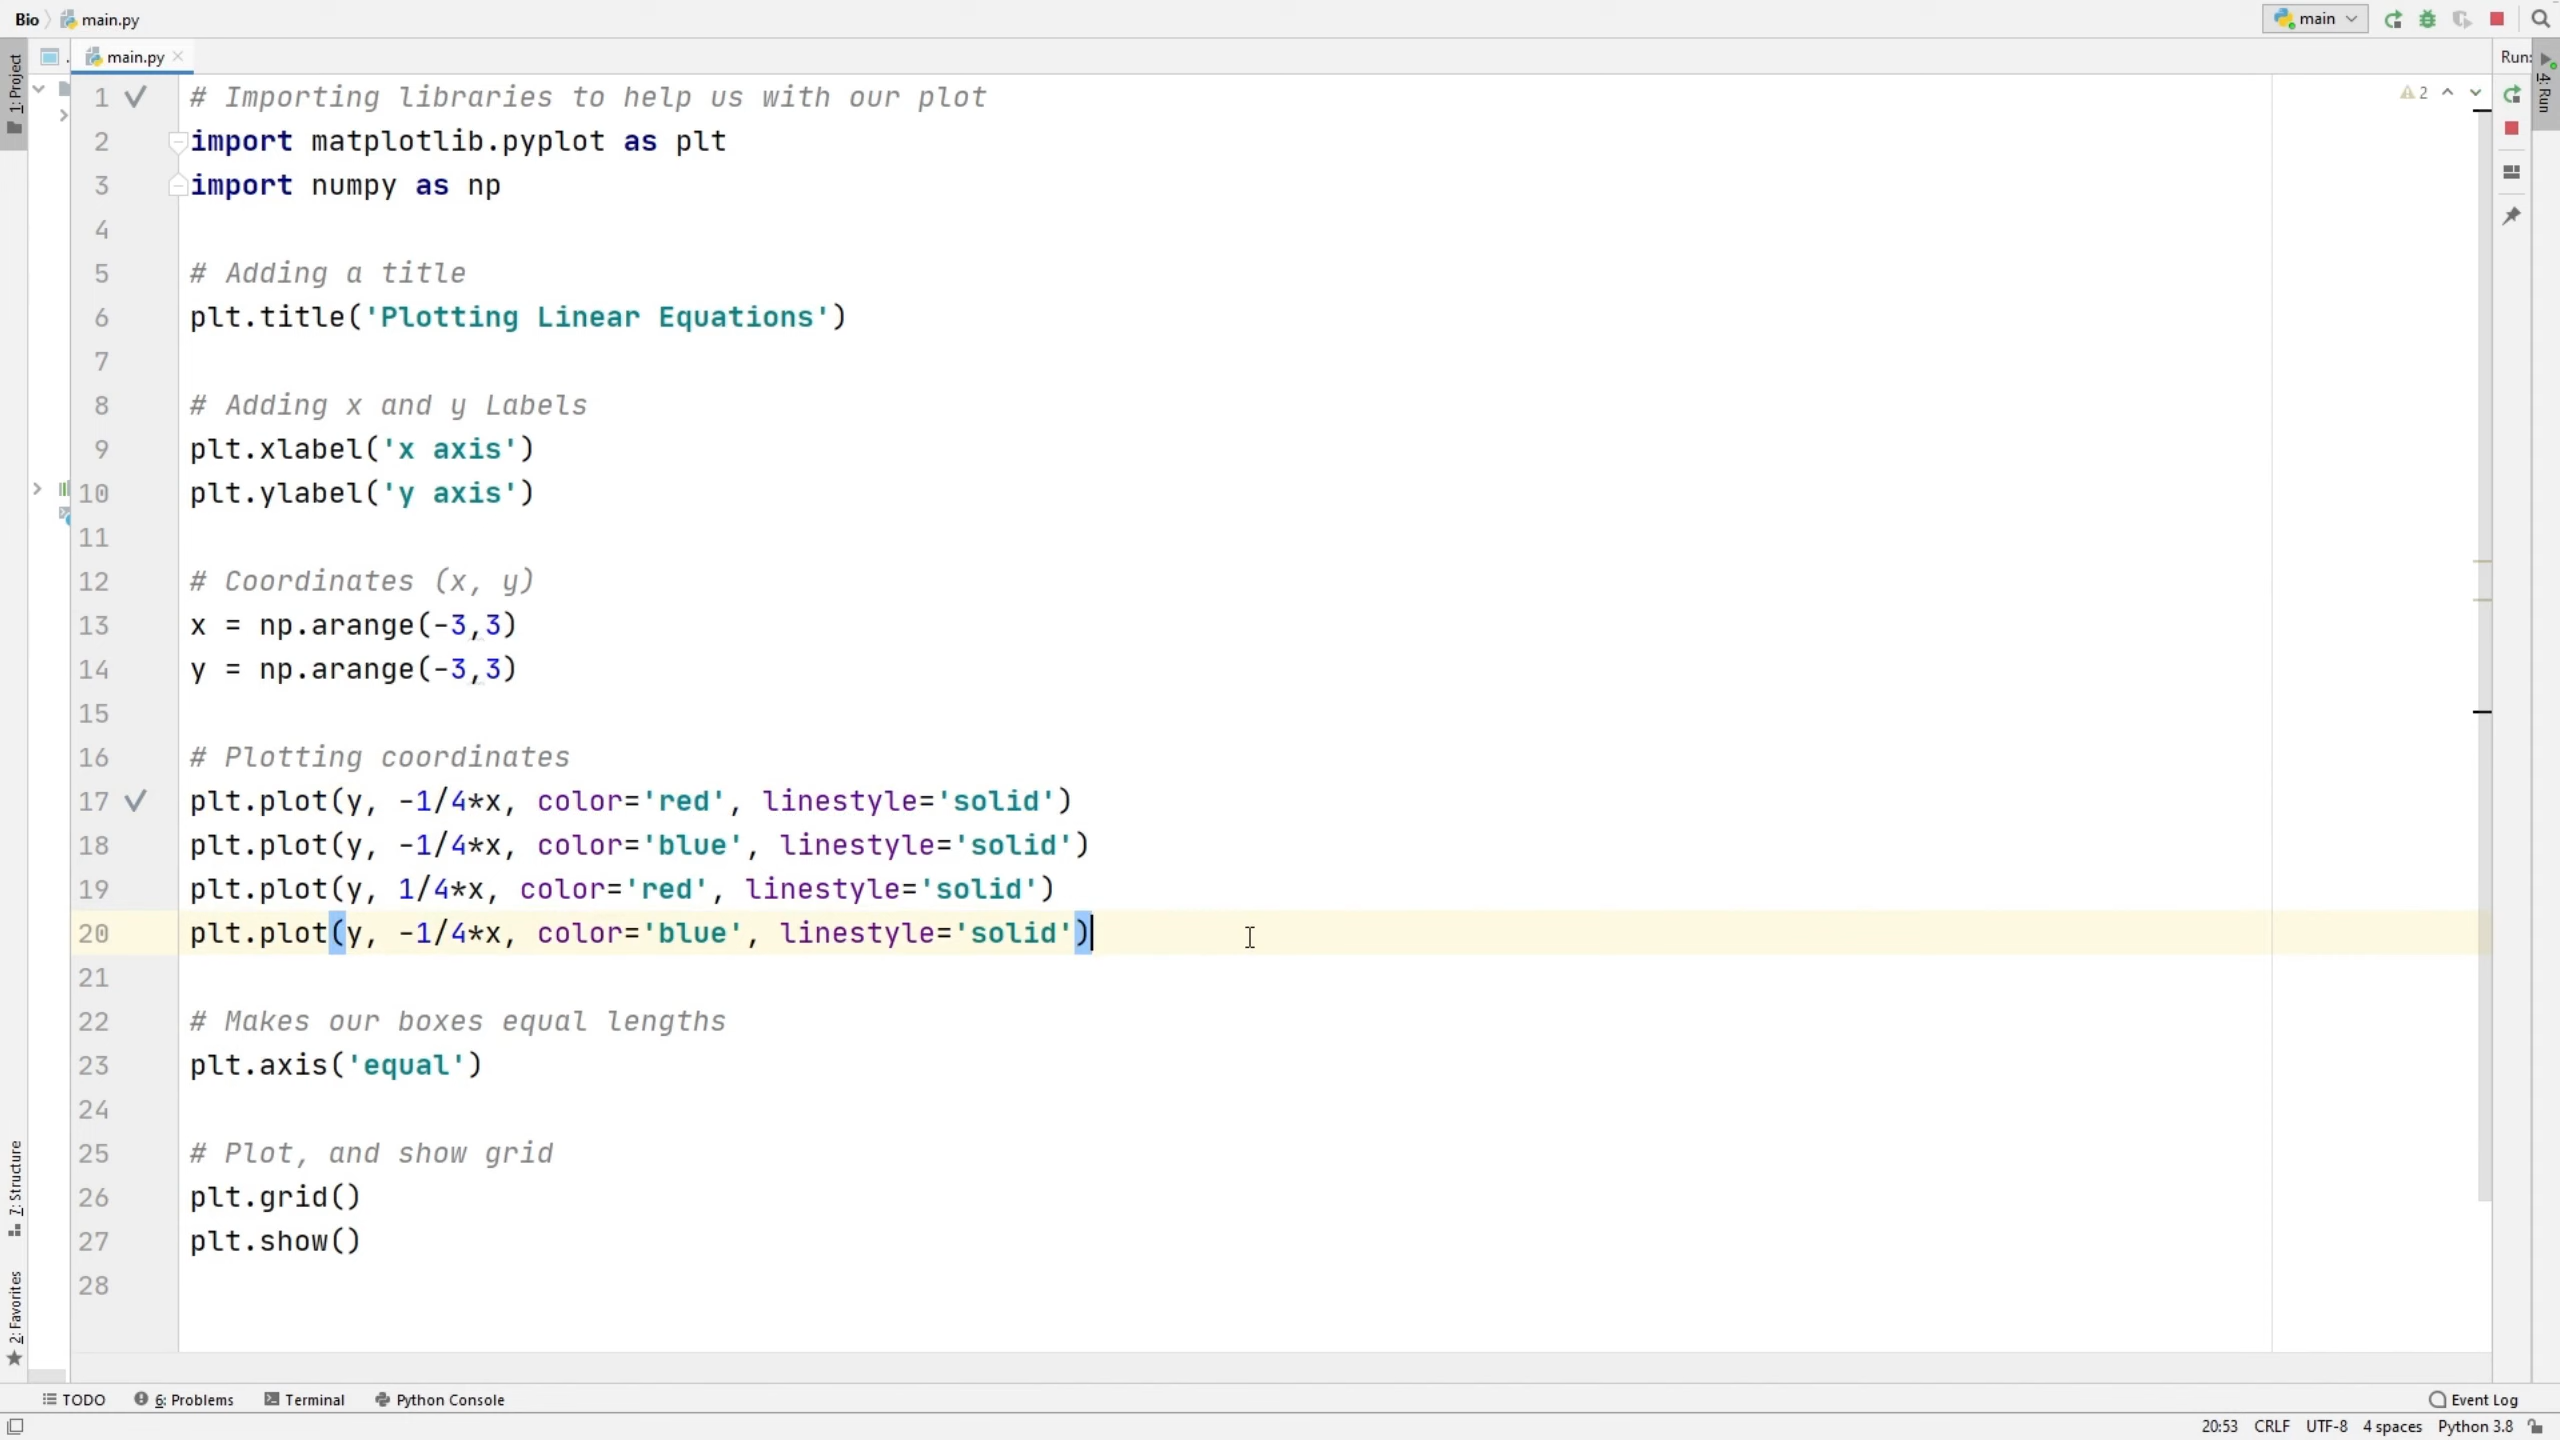 Bio main.py main
1: Project main.py Run:
4: Run
2
1 # Importing libraries to help us with our plot
2 import matplotlib.pyplot as plt
3 import numpy as np
4
5 # Adding a title
6 plt.title('Plotting Linear Equations')
7
8 # Adding x and y Labels
9 plt.xlabel('x axis')
10 plt.ylabel('y axis')
11
12 # Coordinates (x, y)
13 x = np.arange(-3,3)
14 y = np.arange(-3,3)
15
16 # Plotting coordinates
17 plt.plot(y, -1/4*x, color='red', linestyle='solid')
18 plt.plot(y, -1/4*x, color='blue', linestyle='solid')
19 plt.plot(y, 1/4*x, color='red', linestyle='solid')
20 plt.plot(y, -1/4*x, color='blue', linestyle='solid')
21
22 # Makes our boxes equal lengths
23 plt.axis('equal')
24
25 # Plot, and show grid
26 plt.grid()
27 plt.show()
28
7: Structure
2: Favorites
TODO 6: Problems Terminal Python Console Event Log
20:53 CRLF UTF-8 4 spaces Python 3.8